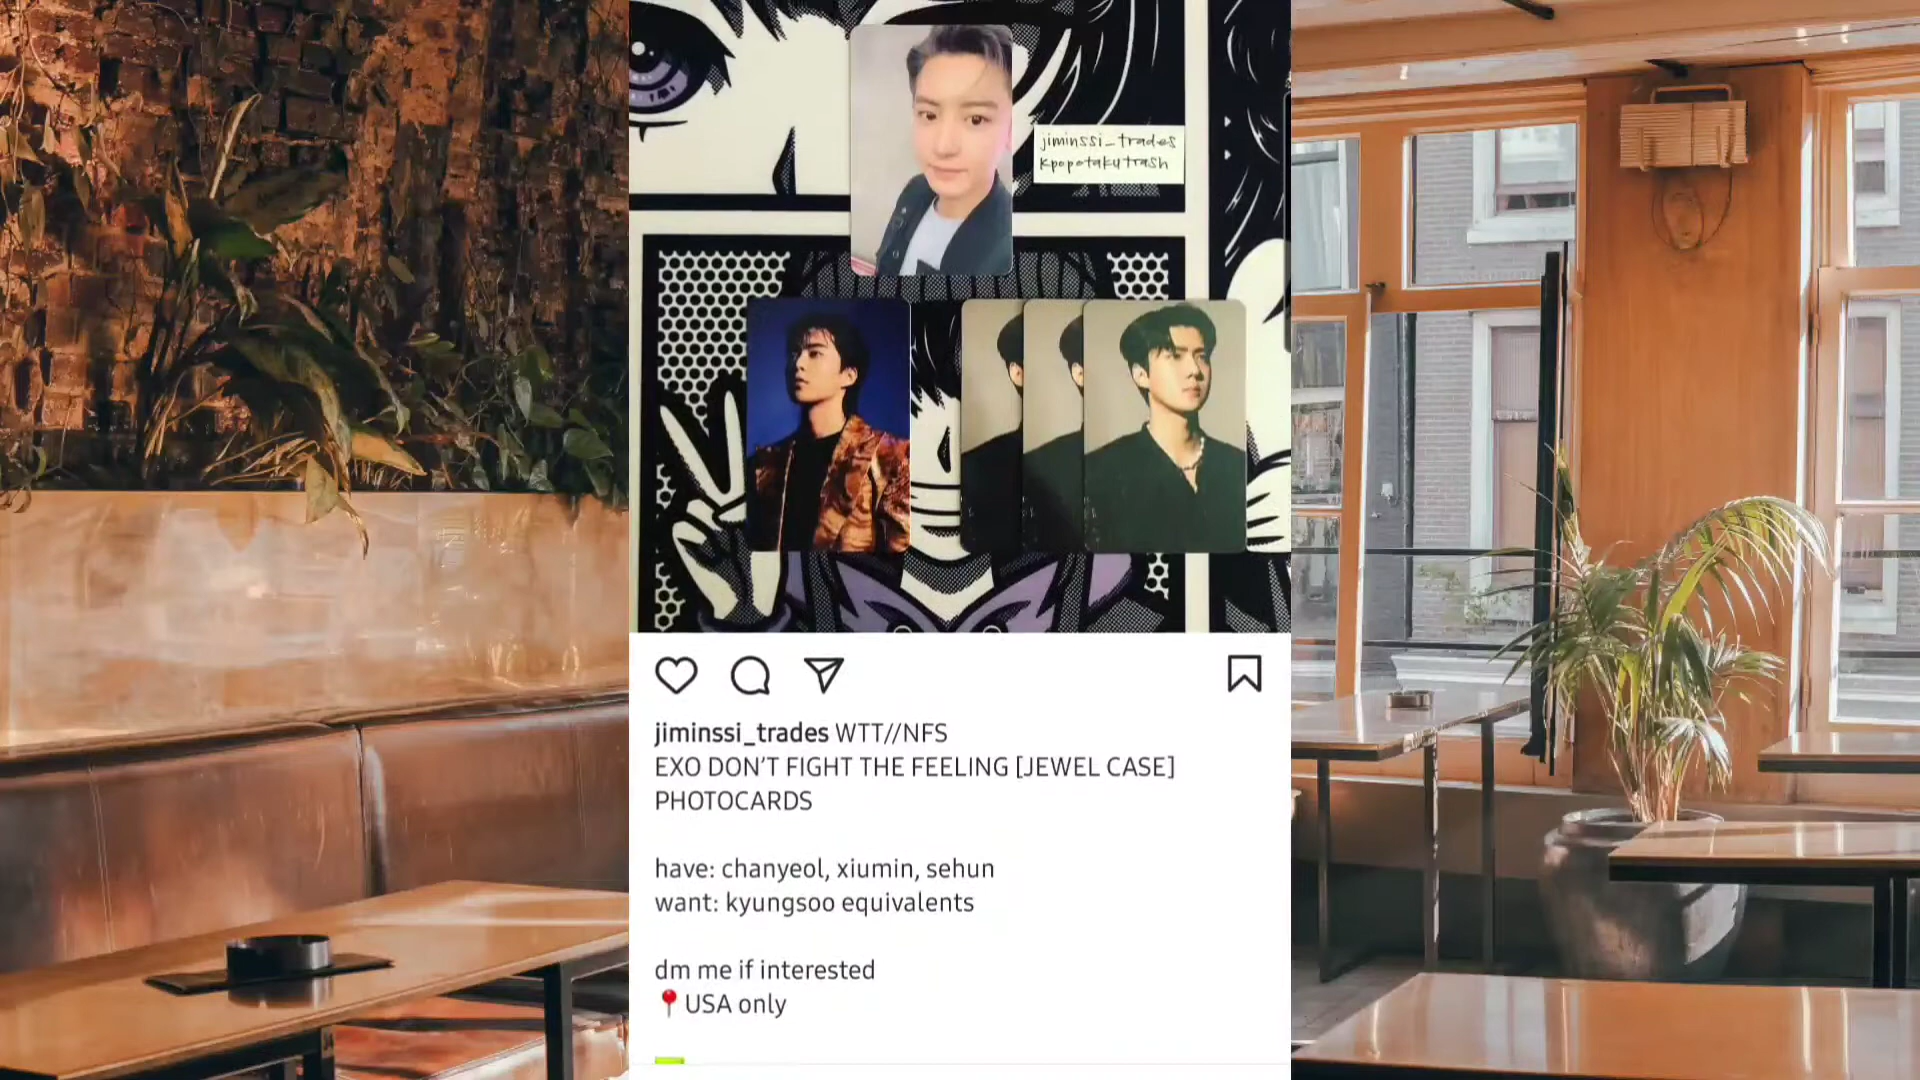 jiminssi_trades
kpopotakutrash
jiminssi_trades WTT//NFS
EXO DON'T FIGHT THE FEELING [JEWEL CASE]
PHOTOCARDS
have: chanyeol, xiumin, sehun
want: kyungsoo equivalents
dm me if interested
📍USA only